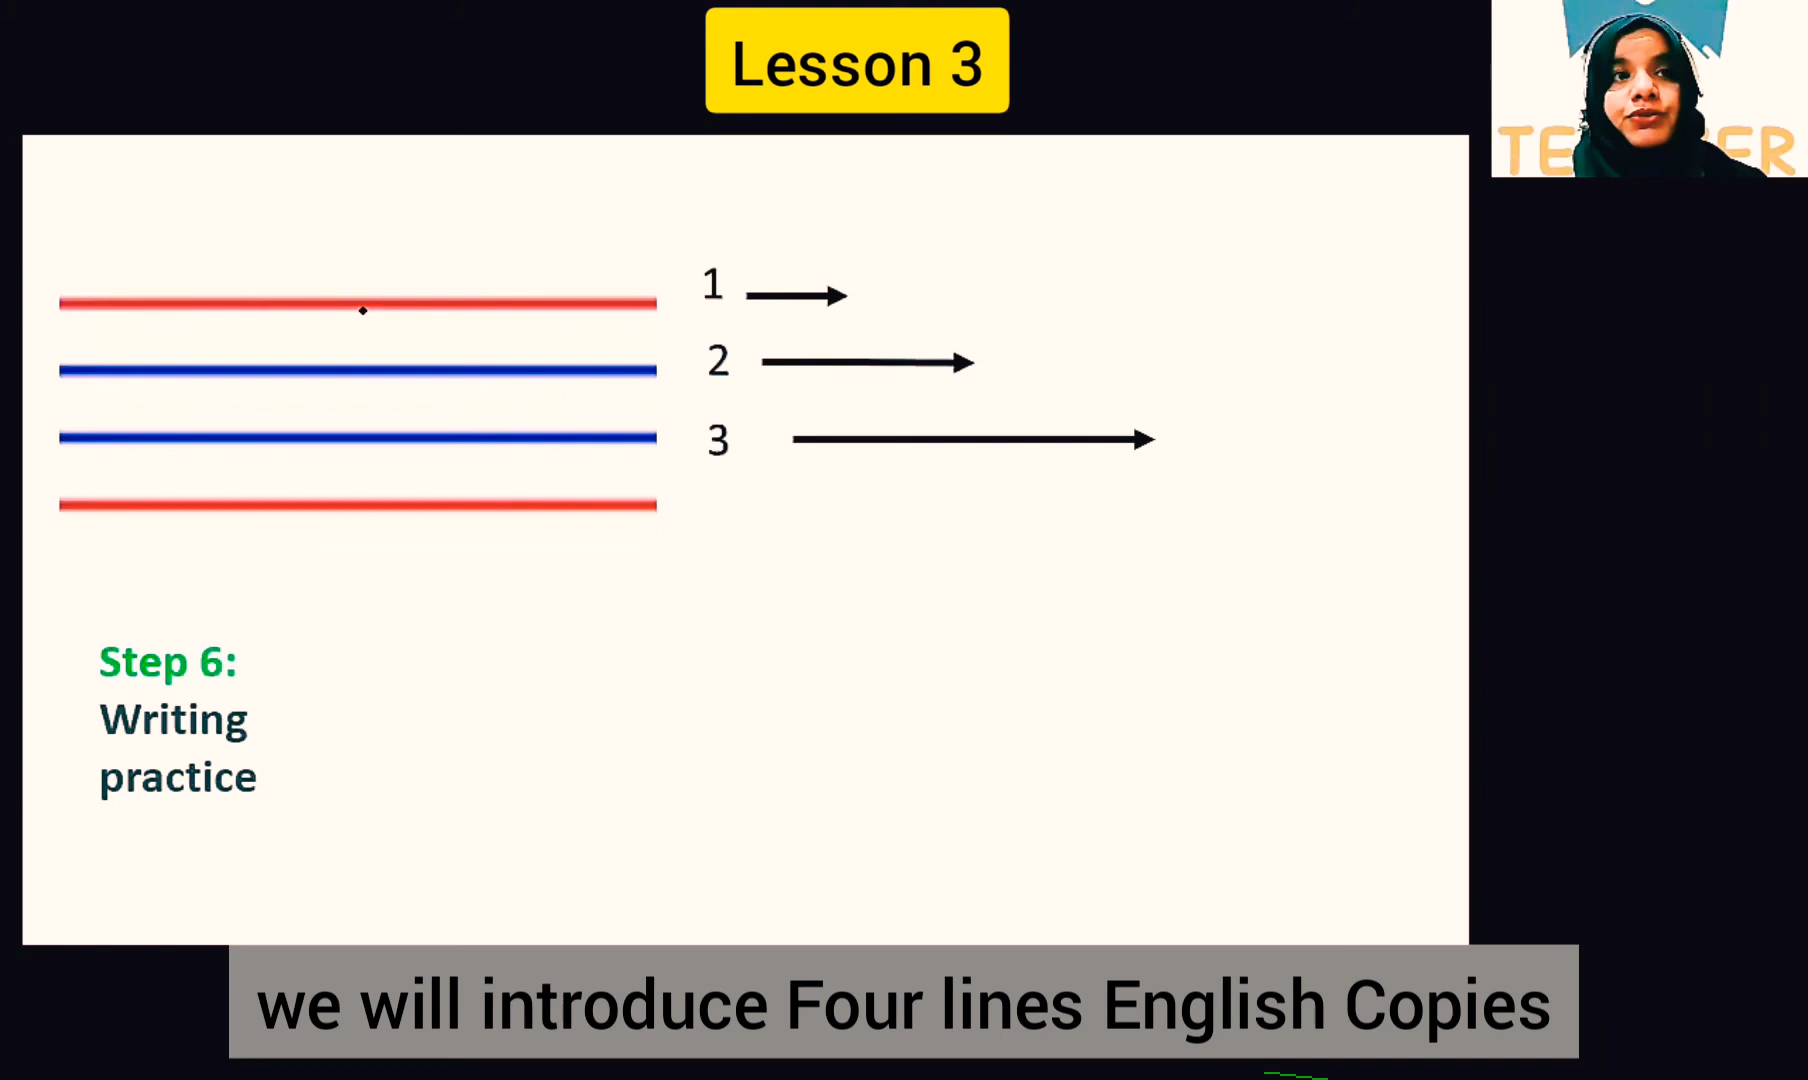 Lesson 3
1
2
3
Step 6:
Writing
practice
we will introduce Four lines English Copies